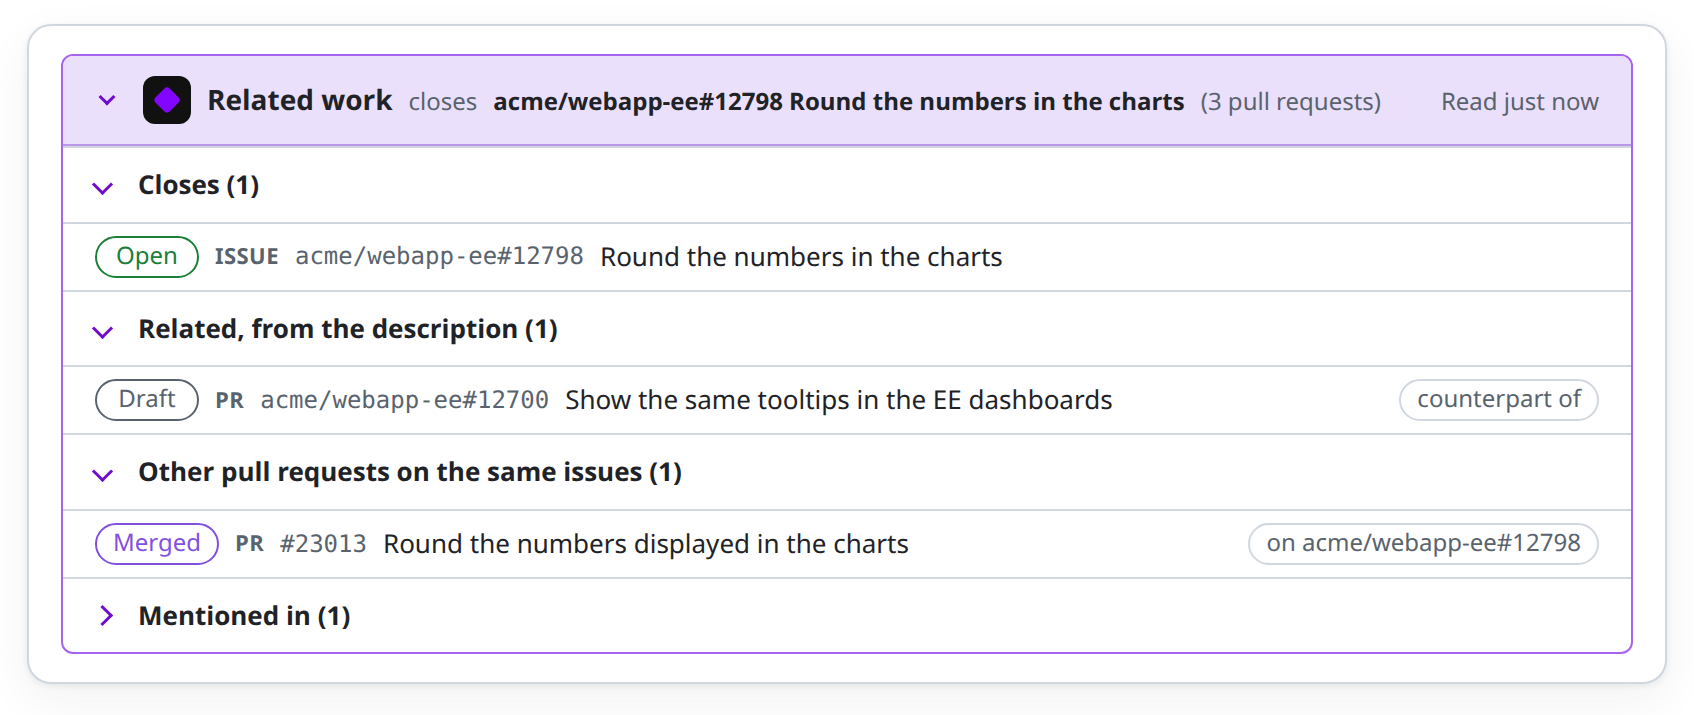 Related work closes acme/webapp-ee#12798 Round the numbers in the charts (3 pull requests) Read just now
Closes (1)
Open ISSUE acme/webapp-ee#12798 Round the numbers in the charts
Related, from the description (1)
Draft PR acme/webapp-ee#12700 Show the same tooltips in the EE dashboards counterpart of
Other pull requests on the same issues (1)
Merged PR #23013 Round the numbers displayed in the charts on acme/webapp-ee#12798
Mentioned in (1)